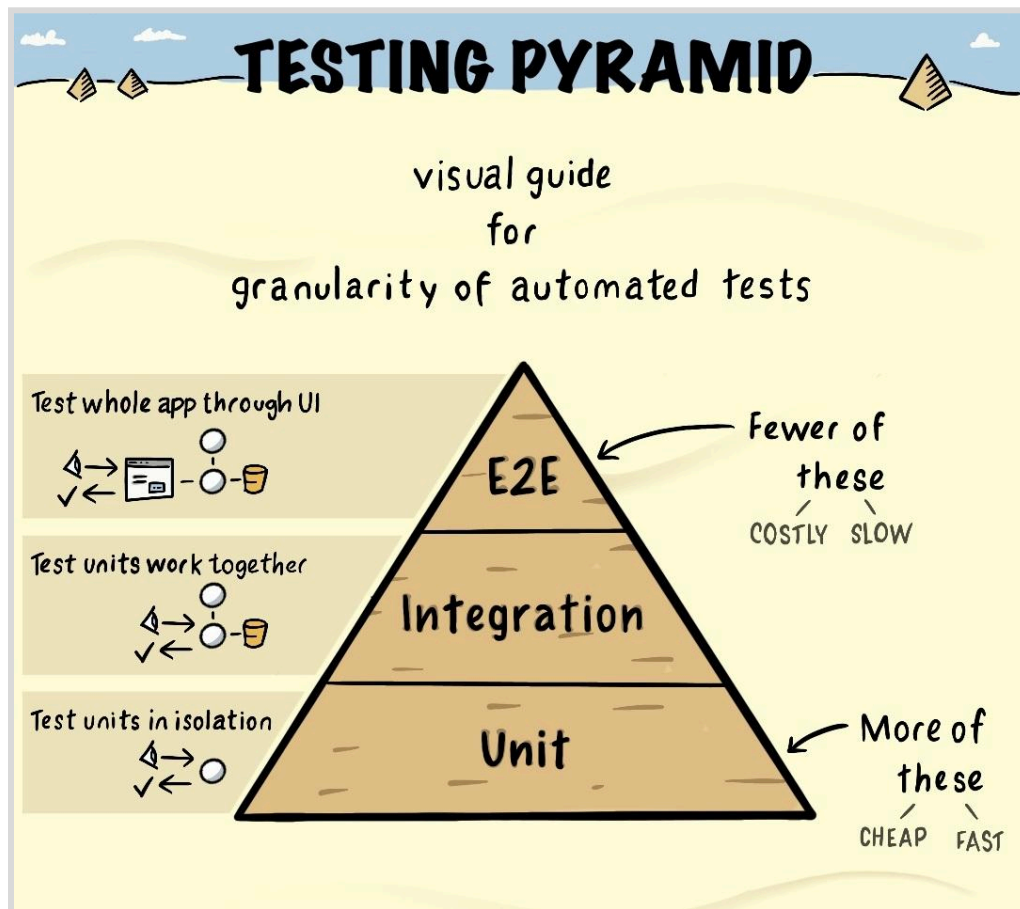 TESTING PYRAMID
visual guide
for
granularity of automated tests
Test whole app through UI
E2E
Fewer of
these
COSTLY SLOW
Test units work together
Integration
Test units in isolation
Unit
More of
these
CHEAP FAST